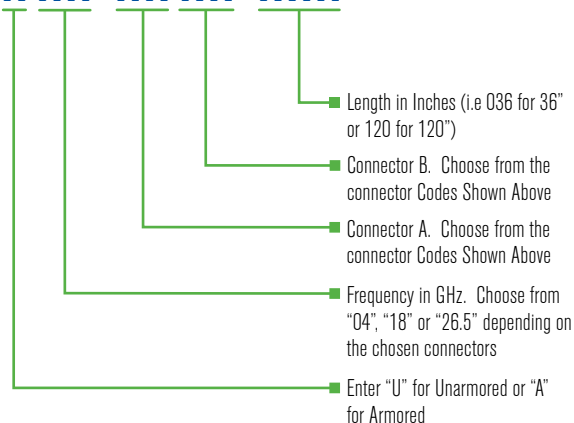 Length in Inches (i.e 036 for 36”
or 120 for 120”)
Connector B. Choose from the
connector Codes Shown Above
Connector A. Choose from the
connector Codes Shown Above
Frequency in GHz. Choose from
“04”, “18” or “26.5” depending on
the chosen connectors
Enter “U” for Unarmored or “A”
for Armored